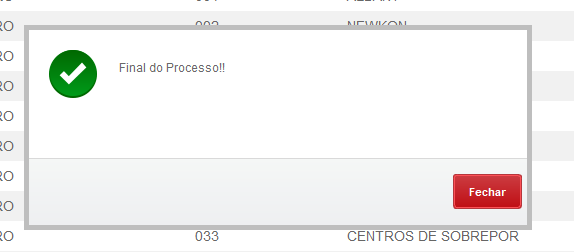 RO
RO 002 NEWKON
RO
Final do Processo!!
RO
RO
RO
RO
Fechar
RO 033 CENTROS DE SOBREPOR